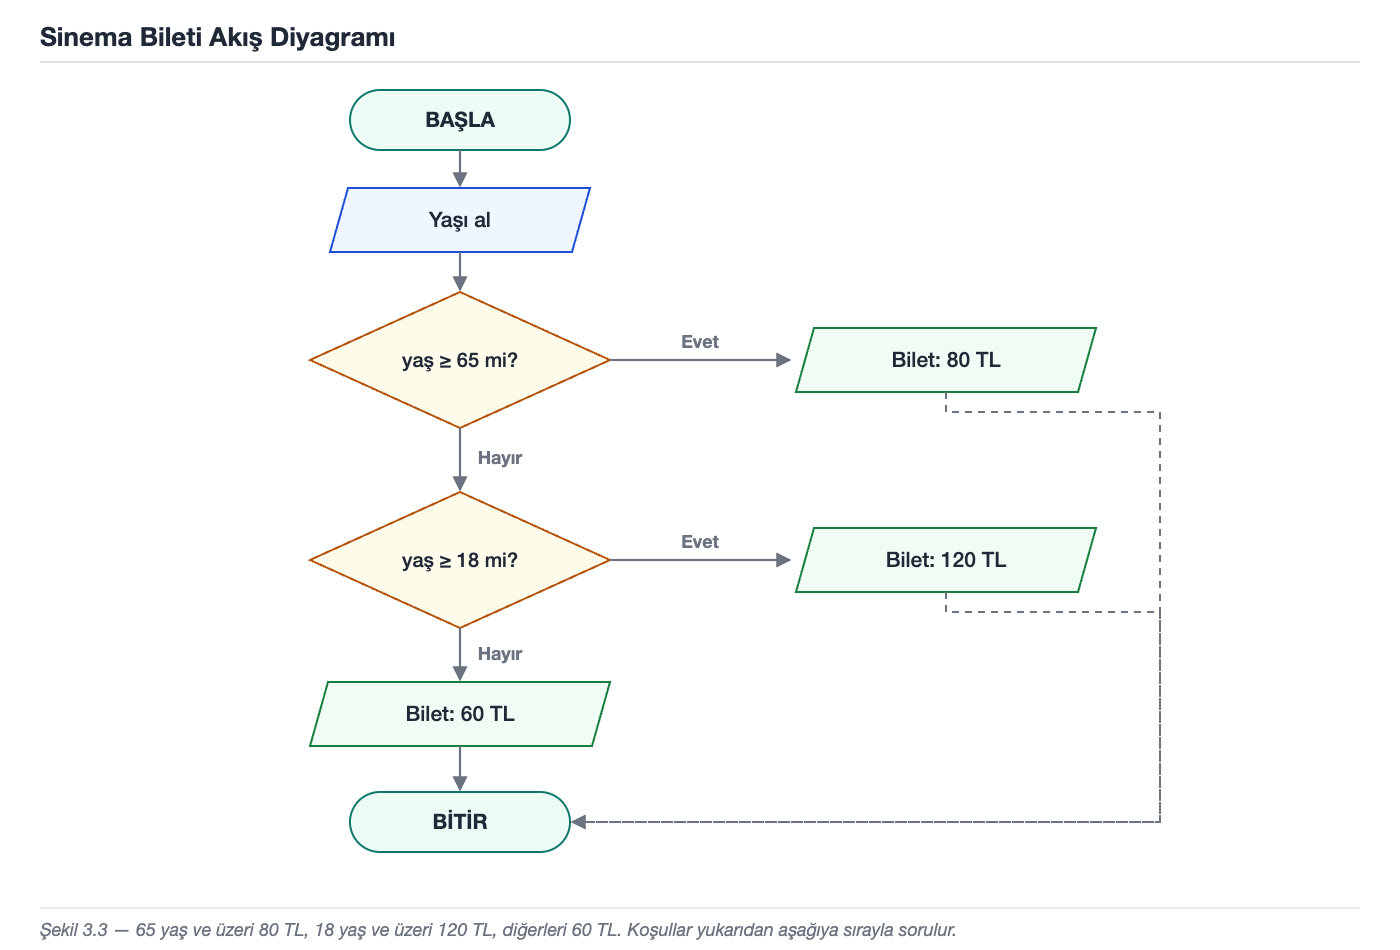 Sinema Bileti Akış Diyagramı
BAŞLA
Yaşı al
yaş ≥ 65 mi?
Evet
Bilet: 80 TL
Hayır
yaş ≥ 18 mi?
Evet
Bilet: 120 TL
Hayır
Bilet: 60 TL
BİTİR
Şekil 3.3 — 65 yaş ve üzeri 80 TL, 18 yaş ve üzeri 120 TL, diğerleri 60 TL. Koşullar yukarıdan aşağıya sırayla sorulur.